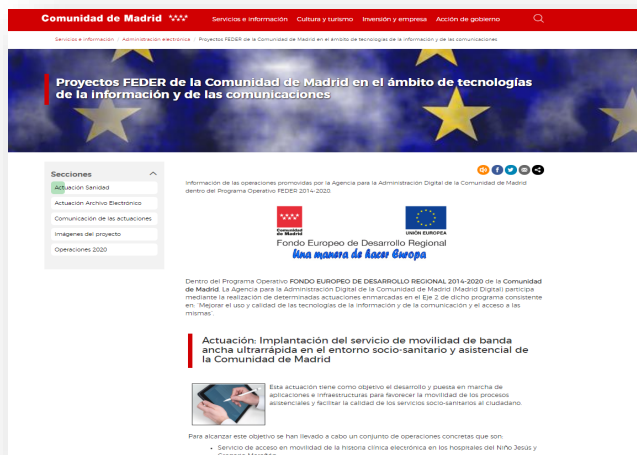 Comunidad de Madrid
Servicios e información Cultura y turismo Inversión y empresa Acción de gobierno
Servicios e información / Administración electrónica / Proyectos FEDER de la Comunidad de Madrid en el ámbito de tecnologías de la información y de las comunicaciones
Proyectos FEDER de la Comunidad de Madrid en el ámbito de tecnologías
de la información y de las comunicaciones
Secciones
Actuación Sanidad
Actuación Archivo Electrónico
Comunicación de las actuaciones
Imágenes del proyecto
Operaciones 2020
Información de las operaciones promovidas por la Agencia para la Administración Digital de la Comunidad de Madrid
dentro del Programa Operativo FEDER 2014-2020.
Comunidad
de Madrid
UNIÓN EUROPEA
Fondo Europeo de Desarrollo Regional
Una manera de hacer Europa
Dentro del Programa Operativo FONDO EUROPEO DE DESARROLLO REGIONAL 2014-2020 de la Comunidad
de Madrid, La Agencia para la Administración Digital de la Comunidad de Madrid (Madrid Digital) participa
mediante la realización de determinadas actuaciones enmarcadas en el Eje 2 de dicho programa consistente
en: "Mejorar el uso y calidad de las tecnologías de la información y de la comunicación y el acceso a las
mismas".
Actuación: Implantación del servicio de movilidad de banda
ancha ultrarrápida en el entorno socio-sanitario y asistencial de
la Comunidad de Madrid
Esta actuación tiene como objetivo el desarrollo y puesta en marcha de
aplicaciones e infraestructuras para favorecer la movilidad de los procesos
asistenciales y facilitar la calidad de los servicios socio-sanitarios al ciudadano.
Para alcanzar este objetivo se han llevado a cabo un conjunto de operaciones concretas que son:
Servicio de acceso en movilidad de la historia clínica electrónica en los hospitales del Niño Jesús y